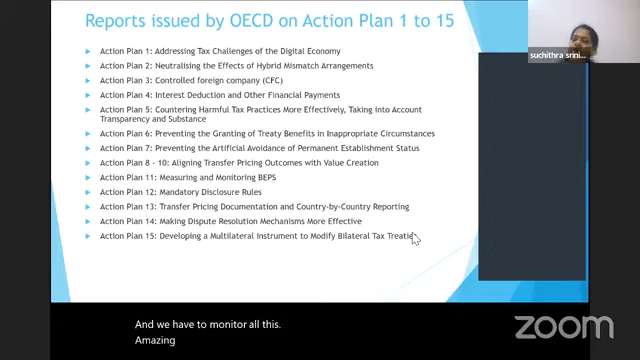 Reports issued by OECD on Action Plan 1 to 15
suchithra srini...
Action Plan 1: Addressing Tax Challenges of the Digital Economy
Action Plan 2: Neutralising the Effects of Hybrid Mismatch Arrangements
Action Plan 3: Controlled foreign company (CFC)
Action Plan 4: Interest Deduction and Other Financial Payments
Action Plan 5: Countering Harmful Tax Practices More Effectively, Taking into Account
Transparency and Substance
Action Plan 6: Preventing the Granting of Treaty Benefits in Inappropriate Circumstances
Action Plan 7: Preventing the Artificial Avoidance of Permanent Establishment Status
Action Plan 8 - 10: Aligning Transfer Pricing Outcomes with Value Creation
Action Plan 11: Measuring and Monitoring BEPS
Action Plan 12: Mandatory Disclosure Rules
Action Plan 13: Transfer Pricing Documentation and Country-by-Country Reporting
Action Plan 14: Making Dispute Resolution Mechanisms More Effective
Action Plan 15: Developing a Multilateral Instrument to Modify Bilateral Tax Treaties
And we have to monitor all this.
Amazing
zoom